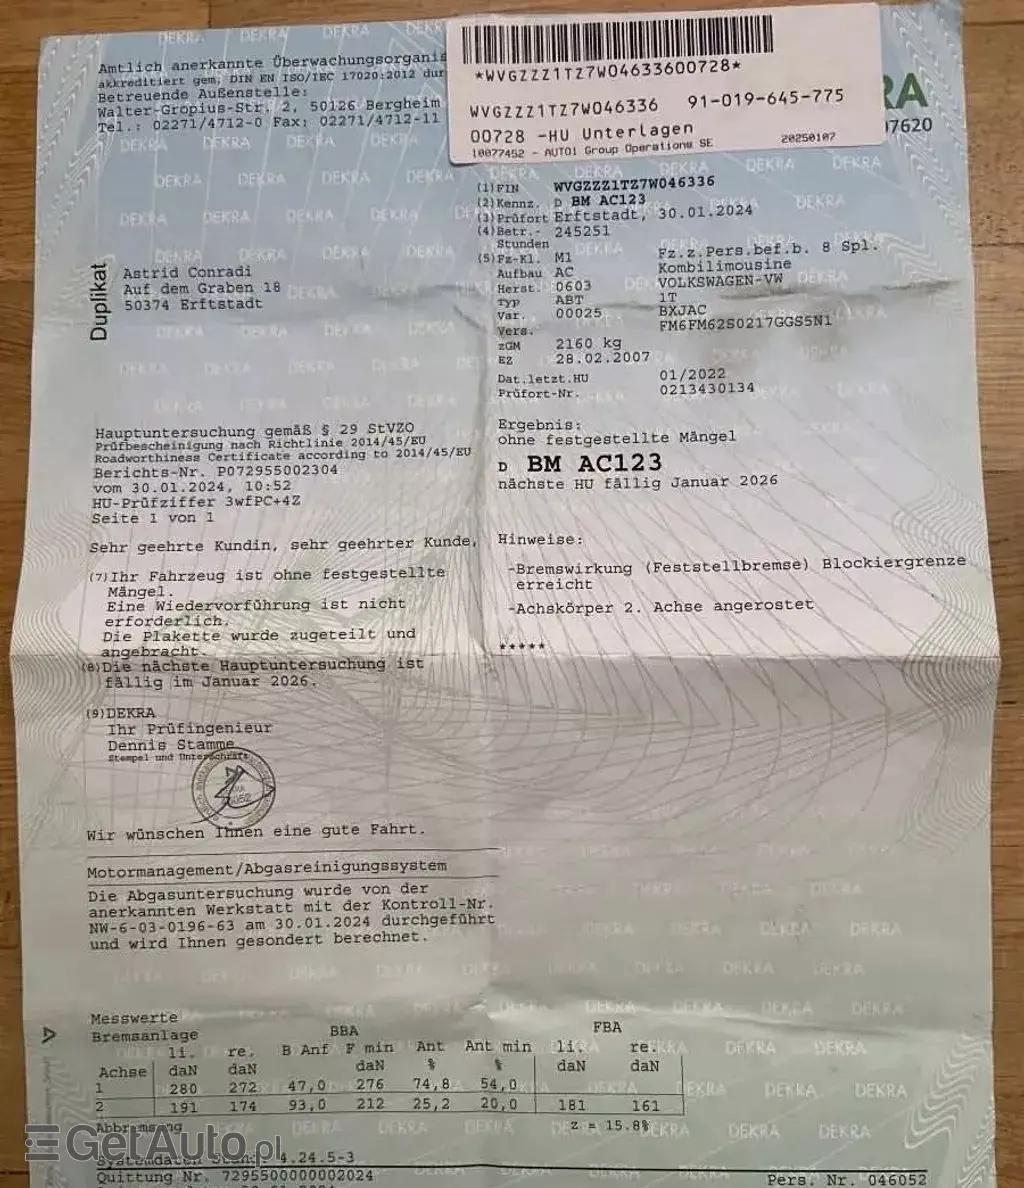 Amtlich anerkannte Überwachungsorganis
akkreditiert gem. DIN EN ISO/IEC 17020:2012 dur
Betreuende Außenstelle:
Walter-Gropius-Str. 2, 50126 Bergheim
Tel.: 02271/4712-0 Fax: 02271/4712-11
*WVGZZZ1TZ7W04633600728*
WVGZZZ1TZ7W046336 91-019-645-775
00728 -HU Unterlagen
10077452 - AUTO1 Group Operations SE 20250107
RA
07620
(1)FIN WVGZZZ1TZ7W046336
(2)Kennz. D BM AC123
(3)Prüfort Erftstadt, 30.01.2024
(4)Betr.- 245251
Stunden
(5)Fz-Kl. M1 Fz.z.Pers.bef.b. 8 Spl.
Aufbau AC Kombilimousine
Herst. 0603 VOLKSWAGEN-VW
Typ ABT 1T
Var. 00025 BXJAC
Vers. FM6FM62S0217GGS5N1
zGM 2160 kg
EZ 28.02.2007
Dat.letzt.HU 01/2022
Prüfort-Nr. 0213430134
Duplikat
Astrid Conradi
Auf dem Graben 18
50374 Erftstadt
Hauptuntersuchung gemäß § 29 StVZO
Prüfbescheinigung nach Richtlinie 2014/45/EU
Roadworthiness Certificate according to 2014/45/EU
Berichts-Nr. P072955002304
vom 30.01.2024, 10:52
HU-Prüfziffer 3wfPC+4Z
Seite 1 von 1
Ergebnis:
ohne festgestellte Mängel
D BM AC123
nächste HU fällig Januar 2026
Sehr geehrte Kundin, sehr geehrter Kunde,
(7)Ihr Fahrzeug ist ohne festgestellte
Mängel.
Eine Wiedervorführung ist nicht
erforderlich.
Die Plakette wurde zugeteilt und
angebracht.
(8)Die nächste Hauptuntersuchung ist
fällig im Januar 2026.
Hinweise:
-Bremswirkung (Feststellbremse) Blockiergrenze
erreicht
-Achskörper 2. Achse angerostet
*****
(9)DEKRA
Ihr Prüfingenieur
Dennis Stamme
Stempel und Unterschrift
Wir wünschen Ihnen eine gute Fahrt.
Motormanagement/Abgasreinigungssystem
Die Abgasuntersuchung wurde von der
anerkannten Werkstatt mit der Kontroll-Nr.
NW-6-03-0196-63 am 30.01.2024 durchgeführt
und wird Ihnen gesondert berechnet.
Messwerte
Bremsanlage BBA FBA
li. re. B Anf F min Ant Ant min li. re.
Achse daN daN daN % % daN daN
1 280 272 47,0 276 74,8 54,0
2 191 174 93,0 212 25,2 20,0 181 161
Abbremsung z = 15.8%
GetAuto.pl
Systemdaten Stand: 4.24.5-3
Quittung Nr. 7295500000002024 Pers. Nr. 046052